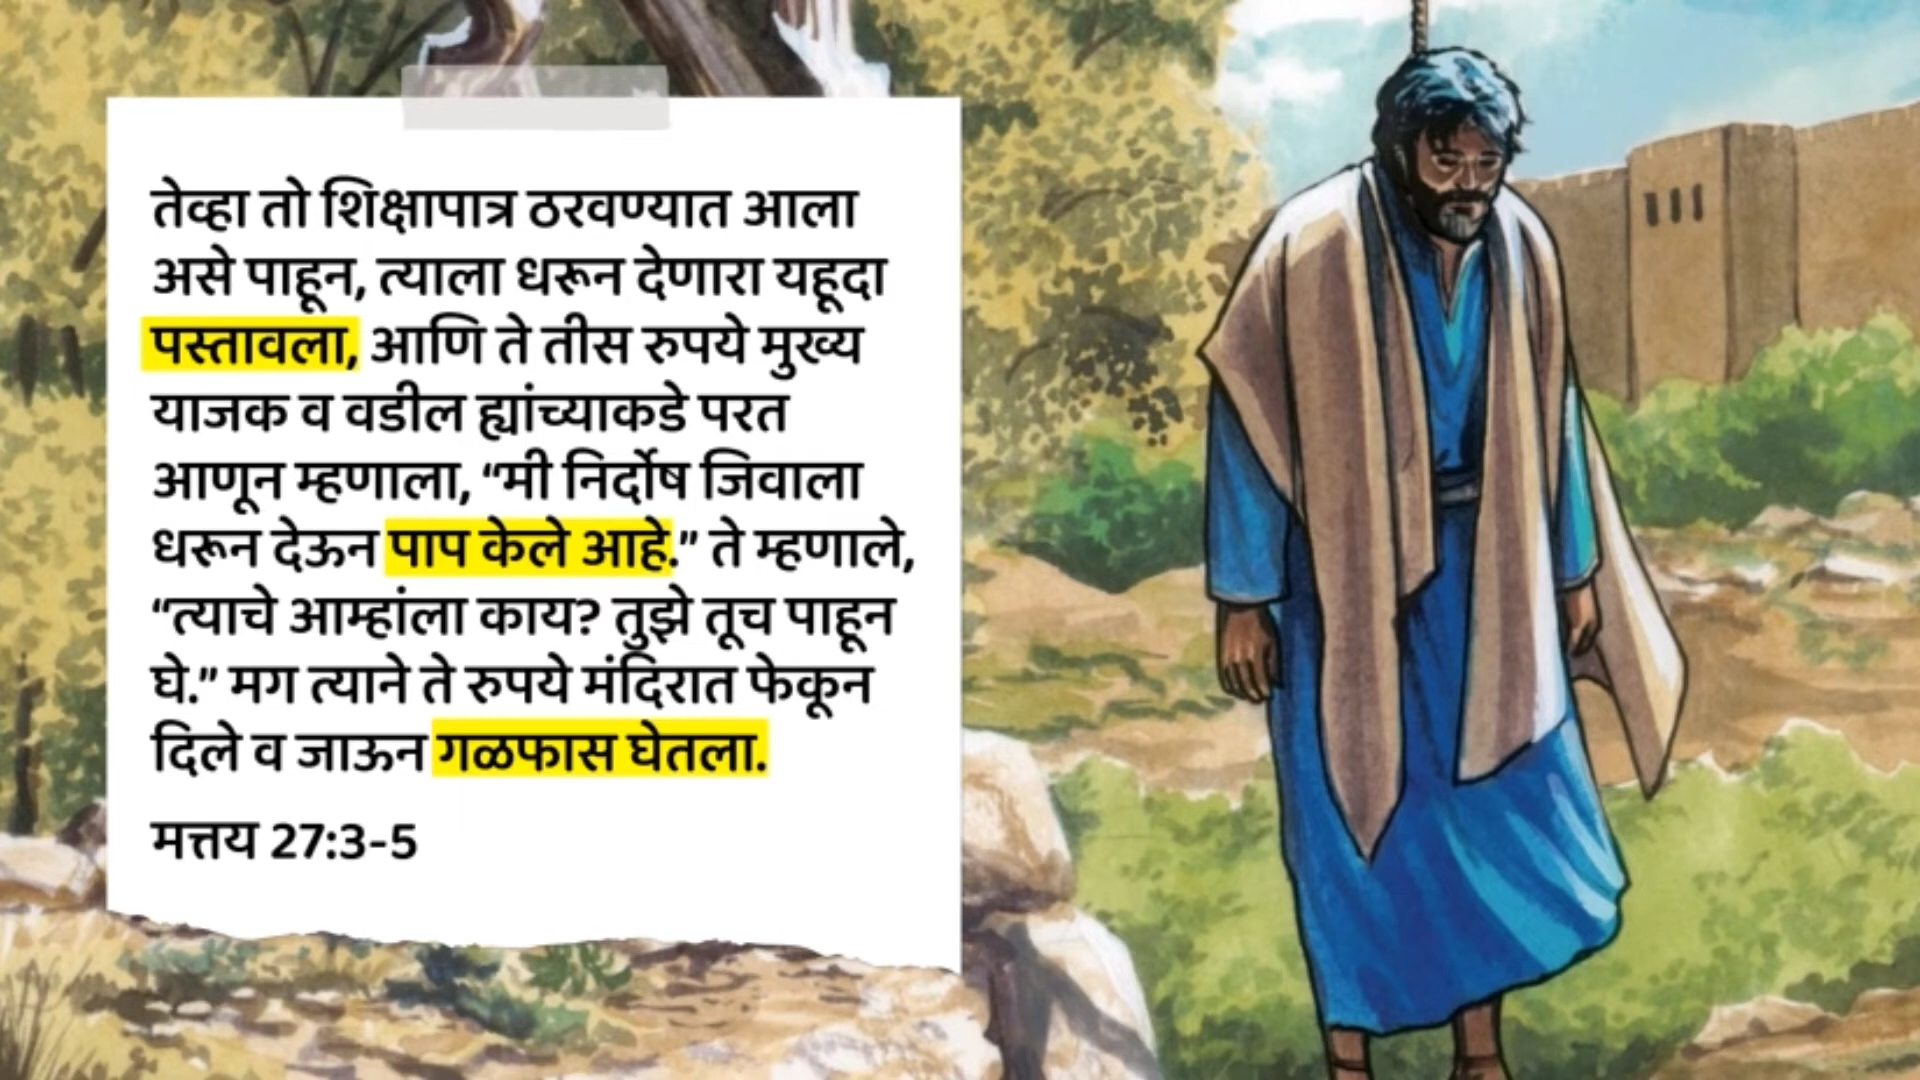 तेव्हा तो शिक्षापात्र ठरवण्यात आला
असे पाहून, त्याला धरून देणारा यहूदा
पस्तावला, आणि ते तीस रुपये मुख्य
याजक व वडील ह्यांच्याकडे परत
आणून म्हणाला, “मी निर्दोष जिवाला
धरून देऊन पाप केले आहे.” ते म्हणाले,
“त्याचे आम्हांला काय? तुझे तूच पाहून
घे.” मग त्याने ते रुपये मंदिरात फेकून
दिले व जाऊन गळफास घेतला.
मत्तय 27:3-5